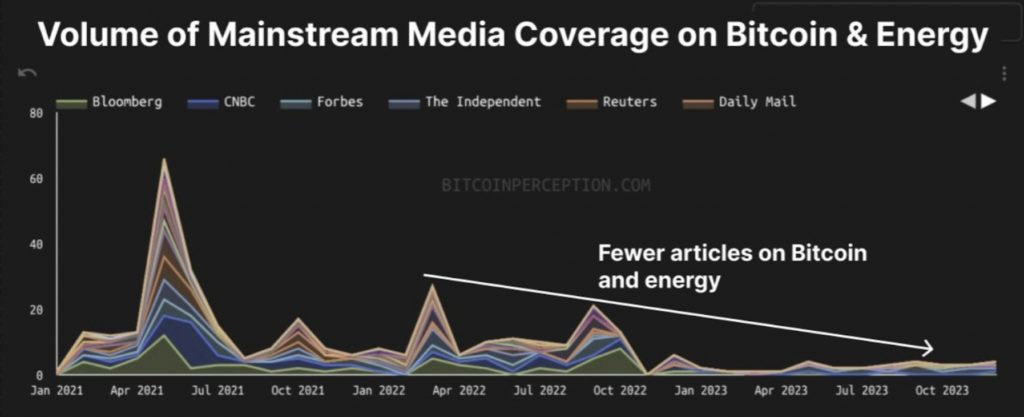 Volume of Mainstream Media Coverage on Bitcoin & Energy
Bloomberg CNBC Forbes The Independent Reuters Daily Mail
80
BITCOINPERCEPTION.COM
60
40
Fewer articles on Bitcoin
and energy
20
0
Jan 2021 Apr 2021 Jul 2021 Oct 2021 Jan 2022 Apr 2022 Jul 2022 Oct 2022 Jan 2023 Apr 2023 Jul 2023 Oct 2023